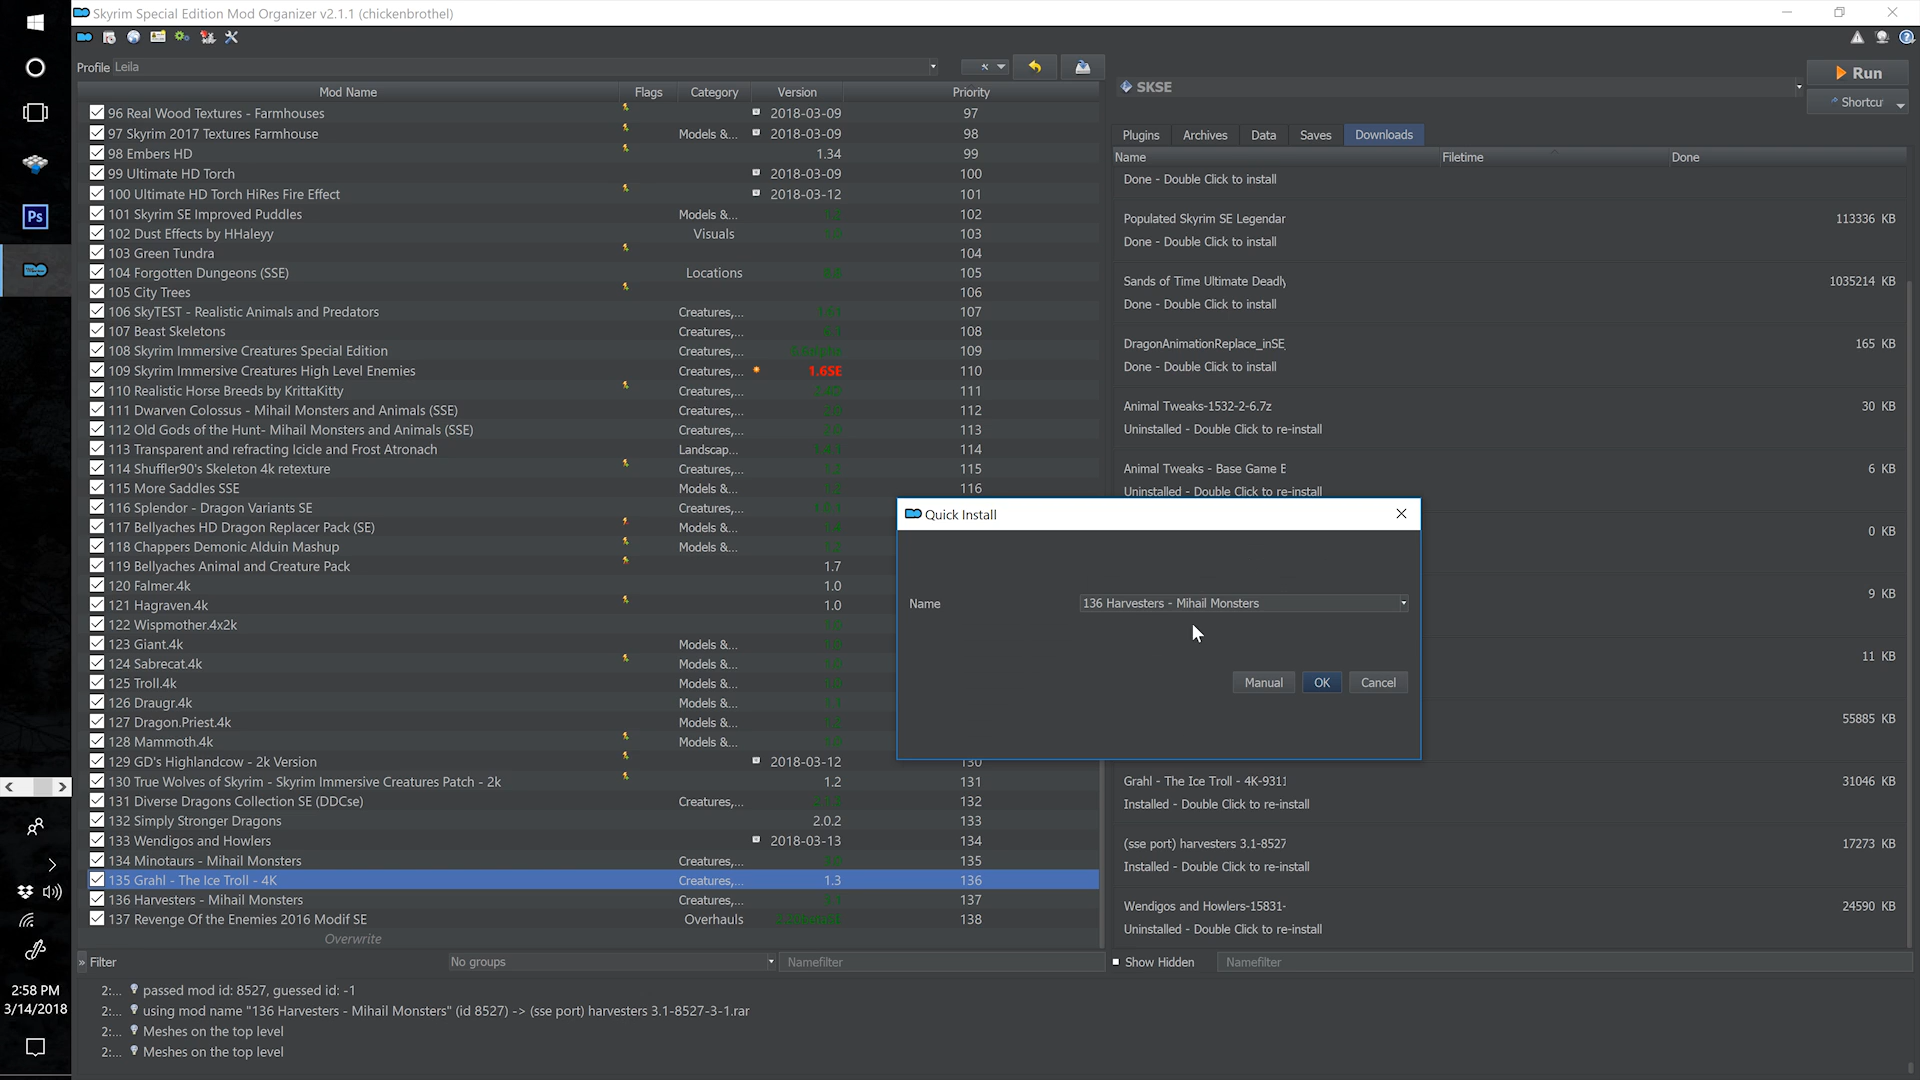 Skyrim Special Edition Mod Organizer v2.1.1 (chickenbrothel)
Profile Leila
SKSE
Run
Shortcu
Mod Name Flags Category Version Priority
Plugins Archives Data Saves Downloads
Name Filetime Done
96 Real Wood Textures - Farmhouses 2018-03-09 97
97 Skyrim 2017 Textures Farmhouse Models &... 2018-03-09 98
98 Embers HD 1.34 99
99 Ultimate HD Torch 2018-03-09 100
100 Ultimate HD Torch HiRes Fire Effect 2018-03-12 101
101 Skyrim SE Improved Puddles Models &... 102
102 Dust Effects by HHaleyy Visuals 103
103 Green Tundra 104
104 Forgotten Dungeons (SSE) Locations 105
105 City Trees 106
106 SkyTEST - Realistic Animals and Predators Creatures,... 107
107 Beast Skeletons Creatures,... 108
108 Skyrim Immersive Creatures Special Edition Creatures,... 109
109 Skyrim Immersive Creatures High Level Enemies Creatures,... 1.6SE 110
110 Realistic Horse Breeds by KrittaKitty Creatures,... 111
111 Dwarven Colossus - Mihail Monsters and Animals (SSE) Creatures,... 112
112 Old Gods of the Hunt- Mihail Monsters and Animals (SSE) Creatures,... 113
113 Transparent and refracting Icicle and Frost Atronach Landscap... 114
114 Shuffler90's Skeleton 4k retexture Creatures,... 115
115 More Saddles SSE Models &... 116
116 Splendor - Dragon Variants SE Creatures,...
117 Bellyaches HD Dragon Replacer Pack (SE) Models &...
118 Chappers Demonic Alduin Mashup Models &...
119 Bellyaches Animal and Creature Pack 1.7
120 Falmer.4k 1.0
121 Hagraven.4k 1.0
122 Wispmother.4x2k
123 Giant.4k Models &...
124 Sabrecat.4k Models &...
125 Troll.4k Models &...
126 Draugr.4k Models &...
127 Dragon.Priest.4k Models &...
128 Mammoth.4k Models &...
129 GD's Highlandcow - 2k Version 2018-03-12 130
130 True Wolves of Skyrim - Skyrim Immersive Creatures Patch - 2k 1.2 131
131 Diverse Dragons Collection SE (DDCse) Creatures,... 132
132 Simply Stronger Dragons 2.0.2 133
133 Wendigos and Howlers 2018-03-13 134
134 Minotaurs - Mihail Monsters Creatures,... 135
135 Grahl - The Ice Troll - 4K Creatures,... 1.3 136
136 Harvesters - Mihail Monsters Creatures,... 137
137 Revenge Of the Enemies 2016 Modif SE Overhauls 138
Overwrite
Done - Double Click to install
Populated Skyrim SE Legendar 113336 KB
Done - Double Click to install
Sands of Time Ultimate Deadly 1035214 KB
Done - Double Click to install
DragonAnimationReplace_inSE 165 KB
Done - Double Click to install
Animal Tweaks-1532-2-6.7z 30 KB
Uninstalled - Double Click to re-install
Animal Tweaks - Base Game E 6 KB
Uninstalled - Double Click to re-install
0 KB
9 KB
11 KB
55885 KB
Grahl - The Ice Troll - 4K-9311 31046 KB
Installed - Double Click to re-install
(sse port) harvesters 3.1-8527 17273 KB
Installed - Double Click to re-install
Wendigos and Howlers-15831- 24590 KB
Uninstalled - Double Click to re-install
Quick Install
Name 136 Harvesters - Mihail Monsters
Manual OK Cancel
» Filter No groups Namefilter
Show Hidden Namefilter
2:... passed mod id: 8527, guessed id: -1
2:... using mod name "136 Harvesters - Mihail Monsters" (id 8527) -> (sse port) harvesters 3.1-8527-3-1.rar
2:... Meshes on the top level
2:... Meshes on the top level
Ps
2:58 PM
3/14/2018